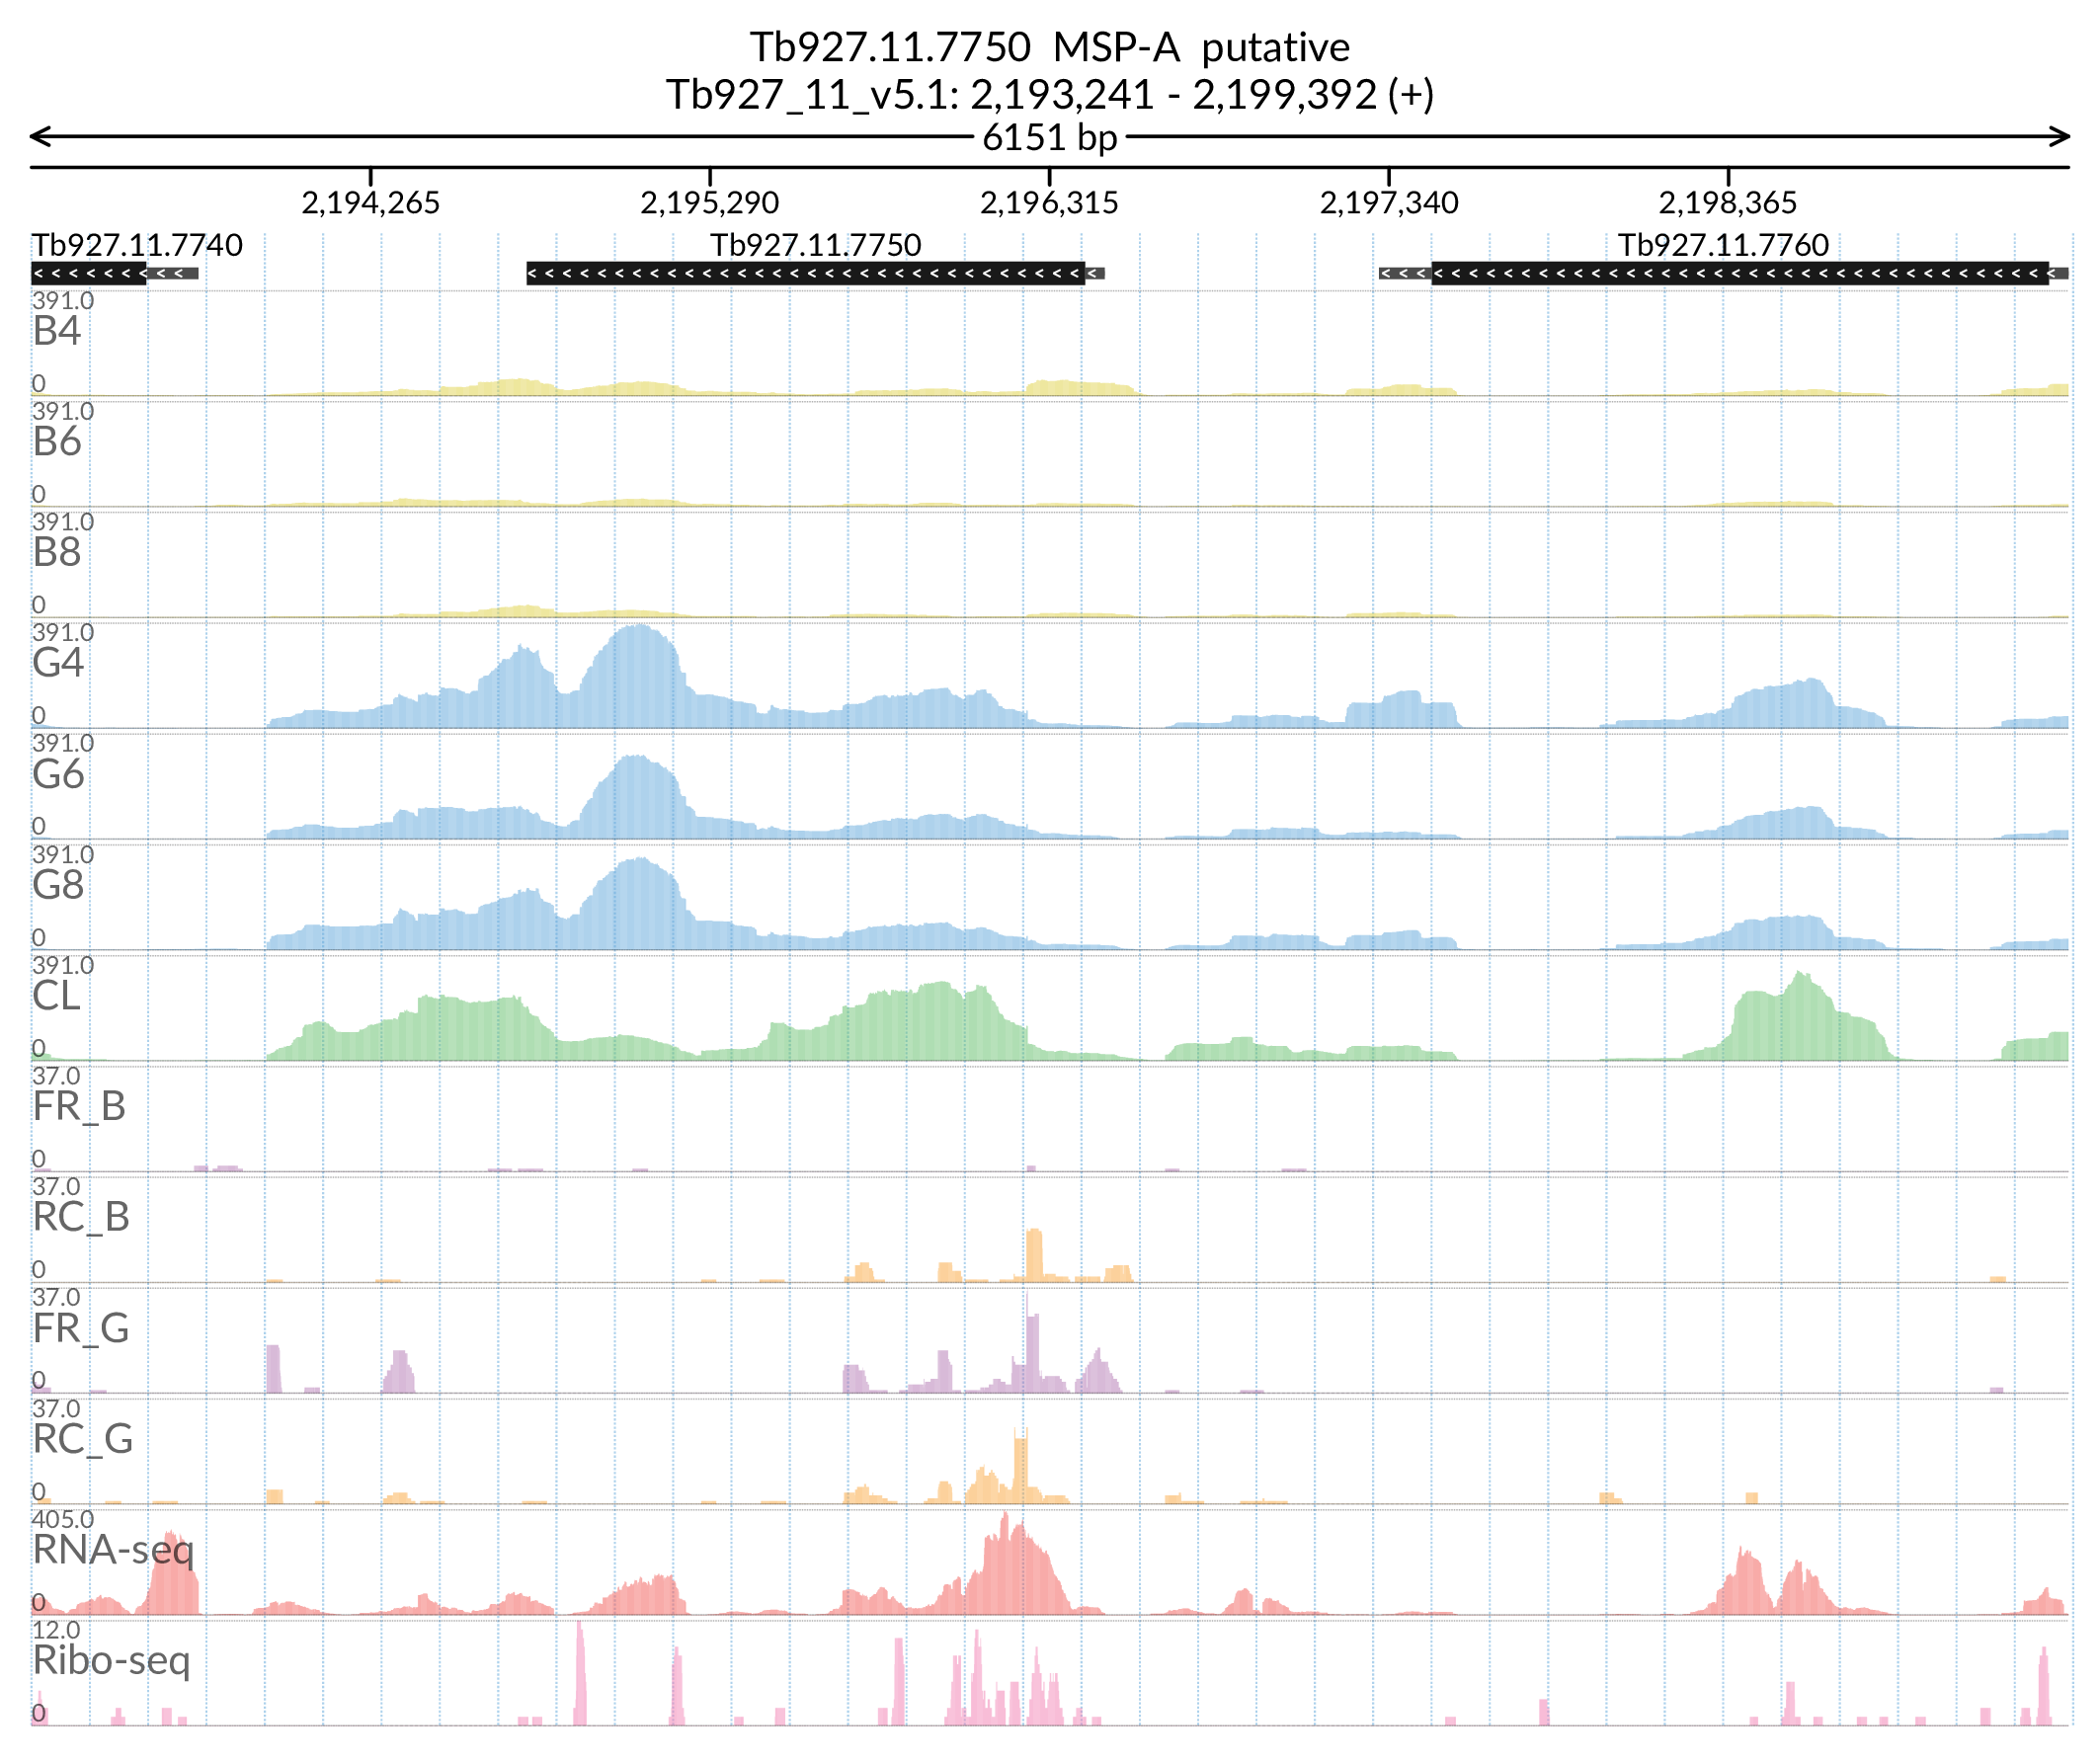 Tb927.11.7750 MSP-A putative
Tb927_11_v5.1: 2,193,241 - 2,199,392 (+)
6151 bp
2,194,265 2,195,290 2,196,315 2,197,340 2,198,365
Tb927.11.7740 Tb927.11.7750 Tb927.11.7760
391.0
B4
0
391.0
B6
0
391.0
B8
0
391.0
G4
0
391.0
G6
0
391.0
G8
0
391.0
CL
0
37.0
FR_B
0
37.0
RC_B
0
37.0
FR_G
0
37.0
RC_G
0
405.0
RNA-seq
0
12.0
Ribo-seq
0